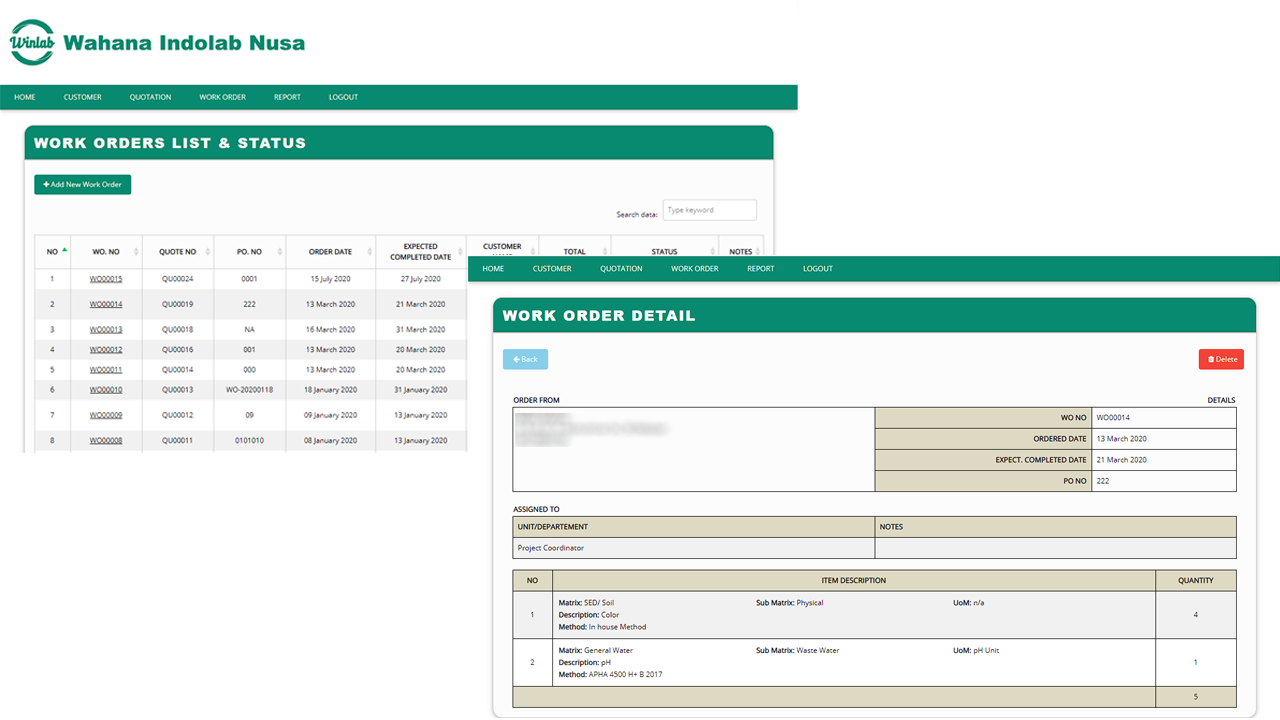 Winlab
Wahana Indolab Nusa
HOME CUSTOMER QUOTATION WORK ORDER REPORT LOGOUT
WORK ORDERS LIST & STATUS
Add New Work Order
Search data: Type keyword
NO WO. NO QUOTE NO PO. NO ORDER DATE EXPECTED COMPLETED DATE CUSTOMER TOTAL STATUS NOTES
1 WO00015 QU00024 0001 15 July 2020 27 July 2020
2 WO00014 QU00019 222 13 March 2020 21 March 2020
3 WO00013 QU00018 NA 16 March 2020 31 March 2020
4 WO00012 QU00016 001 13 March 2020 20 March 2020
5 WO00011 QU00014 000 13 March 2020 20 March 2020
6 WO00010 QU00013 WO-20200118 18 January 2020 31 January 2020
7 WO00009 QU00012 09 09 January 2020 13 January 2020
8 WO00008 QU00011 0101010 08 January 2020 13 January 2020
HOME CUSTOMER QUOTATION WORK ORDER REPORT LOGOUT
WORK ORDER DETAIL
Back Delete
ORDER FROM DETAILS
WO NO WO00014
ORDERED DATE 13 March 2020
EXPECT. COMPLETED DATE 21 March 2020
PO NO 222
ASSIGNED TO
UNIT/DEPARTEMENT NOTES
Project Coordinator
NO ITEM DESCRIPTION QUANTITY
1 Matrix: SED/ Soil Sub Matrix: Physical UoM: n/a 4
Description: Color
Method: In house Method
2 Matrix: General Water Sub Matrix: Waste Water UoM: pH Unit 1
Description: pH
Method: APHA 4500 H+ B 2017
5